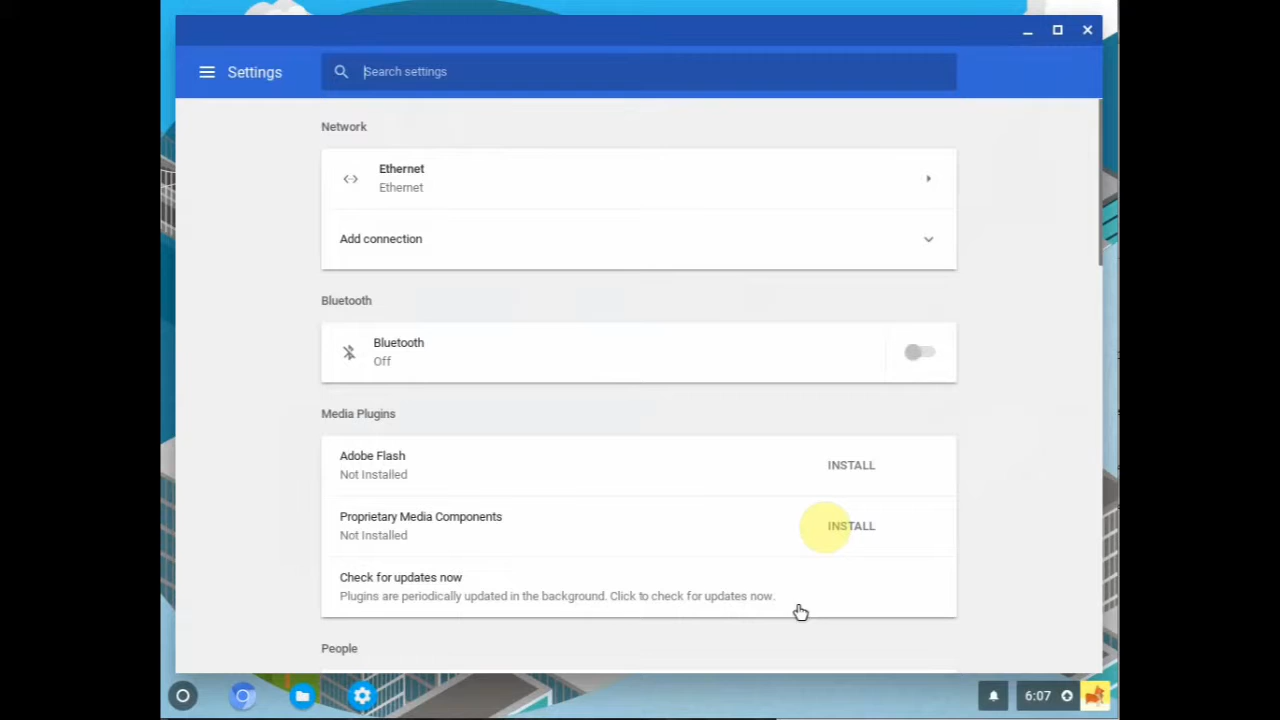 Settings
Search settings
Network
Ethernet
Ethernet
Add connection
Bluetooth
Bluetooth
Off
Media Plugins
Adobe Flash
Not Installed
INSTALL
Proprietary Media Components
Not Installed
INSTALL
Check for updates now
Plugins are periodically updated in the background. Click to check for updates now.
People
6:07